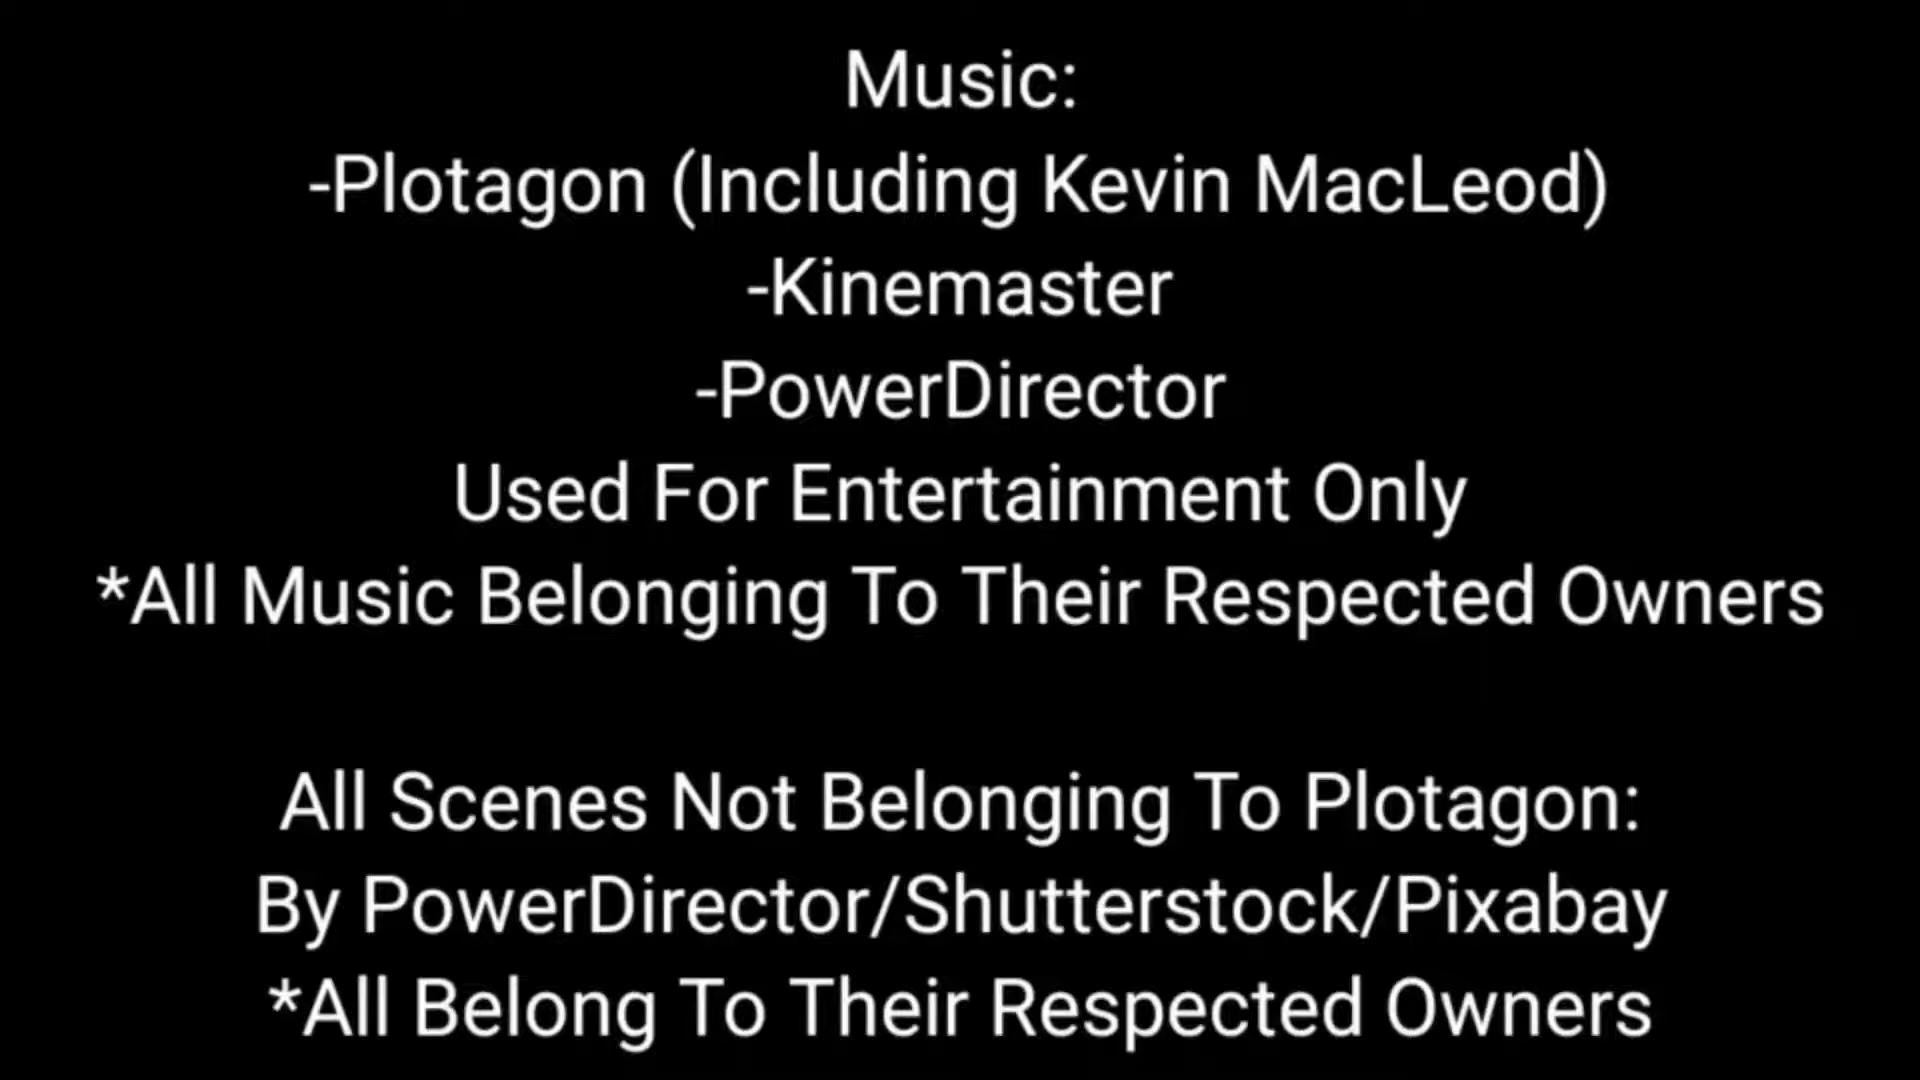 Music:
-Plotagon (Including Kevin MacLeod)
-Kinemaster
-PowerDirector
Used For Entertainment Only
*All Music Belonging To Their Respected Owners
All Scenes Not Belonging To Plotagon:
By PowerDirector/Shutterstock/Pixabay
*All Belong To Their Respected Owners